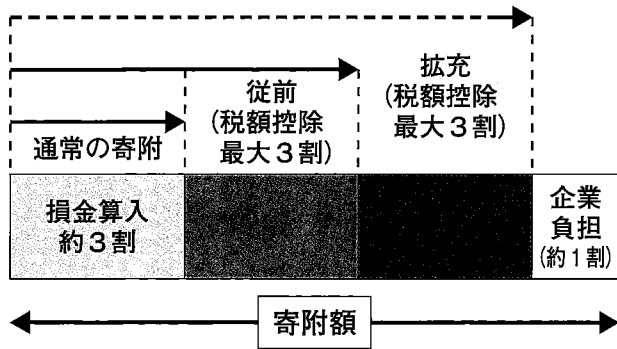 通常の寄附
従前
(税額控除
最大3割)
拡充
(税額控除
最大3割)
損金算入
約3割
企業
負担
(約1割)
寄附額